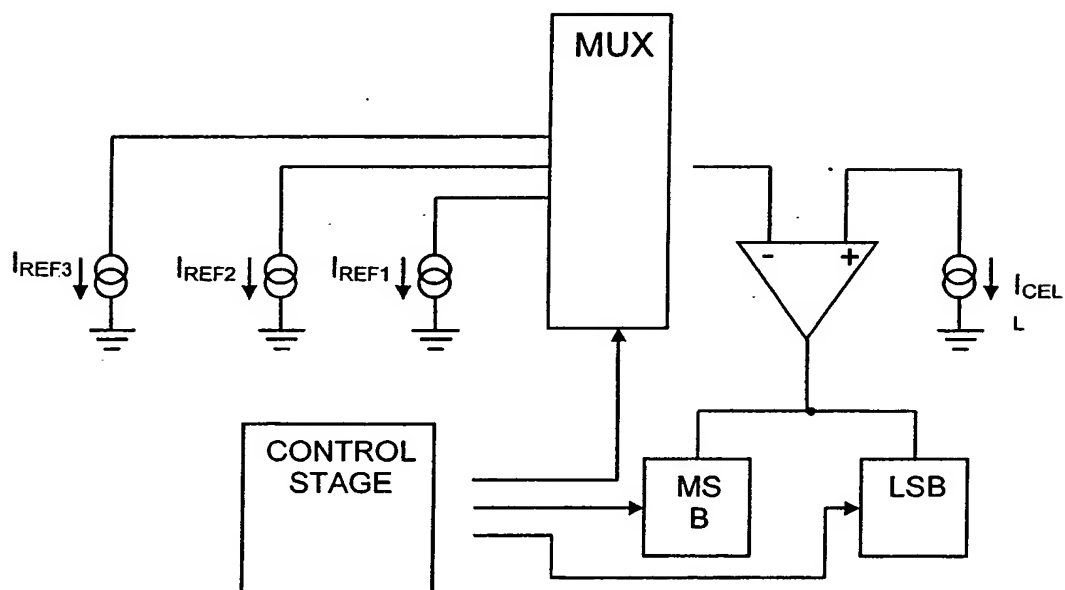 MUX
IREF3
IREF2
IREF1
-
+
ICEL
L
CONTROL
STAGE
MS
B
LSB